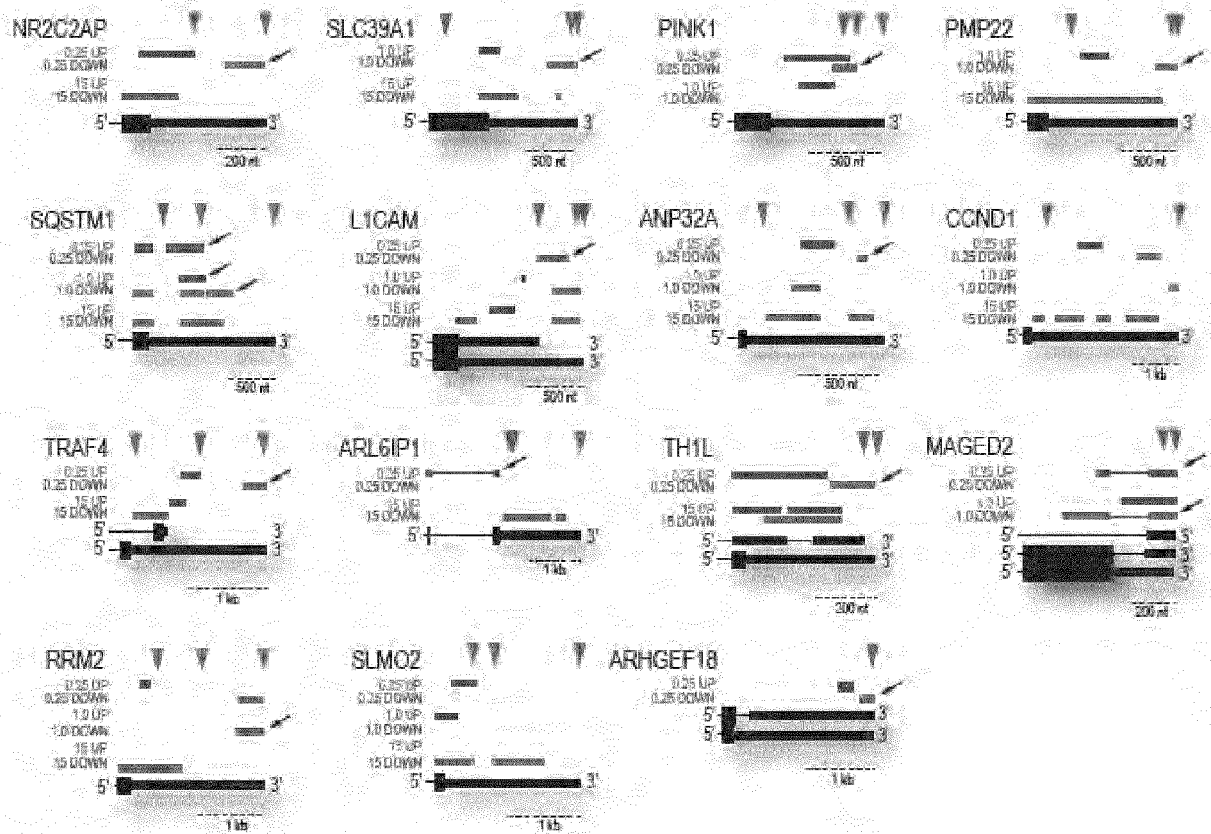 NR2C2AP
0.25 UP
0.25 DOWN
15 UP
15 DOWN
5' 3'
200 nt
SLC39A1
1.0 UP
1.0 DOWN
15 UP
15 DOWN
5' 3'
500 nt
PINK1
0.25 UP
0.25 DOWN
1.0 UP
1.0 DOWN
5' 3'
500 nt
PMP22
1.0 UP
1.0 DOWN
15 UP
15 DOWN
5' 3'
500 nt
SQSTM1
0.25 UP
0.25 DOWN
1.0 UP
1.0 DOWN
15 UP
15 DOWN
5' 3'
500 nt
L1CAM
0.25 UP
0.25 DOWN
1.0 UP
1.0 DOWN
15 UP
15 DOWN
5' 3'
5' 3'
500 nt
ANP32A
0.25 UP
0.25 DOWN
1.0 UP
1.0 DOWN
15 UP
15 DOWN
5' 3'
500 nt
CCND1
0.25 UP
0.25 DOWN
1.0 UP
1.0 DOWN
15 UP
15 DOWN
5' 3'
1 kb
TRAF4
0.25 UP
0.25 DOWN
15 UP
15 DOWN
5' 3'
5' 3'
1 kb
ARL6IP1
0.25 UP
0.25 DOWN
15 UP
15 DOWN
5' 3'
1 kb
TH1L
0.25 UP
0.25 DOWN
15 UP
15 DOWN
5' 3'
5' 3'
200 nt
MAGED2
0.25 UP
0.25 DOWN
1.0 UP
1.0 DOWN
5' 3'
5' 3'
5' 3'
200 nt
RRM2
0.25 UP
0.25 DOWN
1.0 UP
1.0 DOWN
15 UP
15 DOWN
5' 3'
1 kb
SLMO2
0.25 UP
0.25 DOWN
1.0 UP
1.0 DOWN
15 UP
15 DOWN
5' 3'
1 kb
ARHGEF18
0.25 UP
0.25 DOWN
5' 3'
5' 3'
1 kb